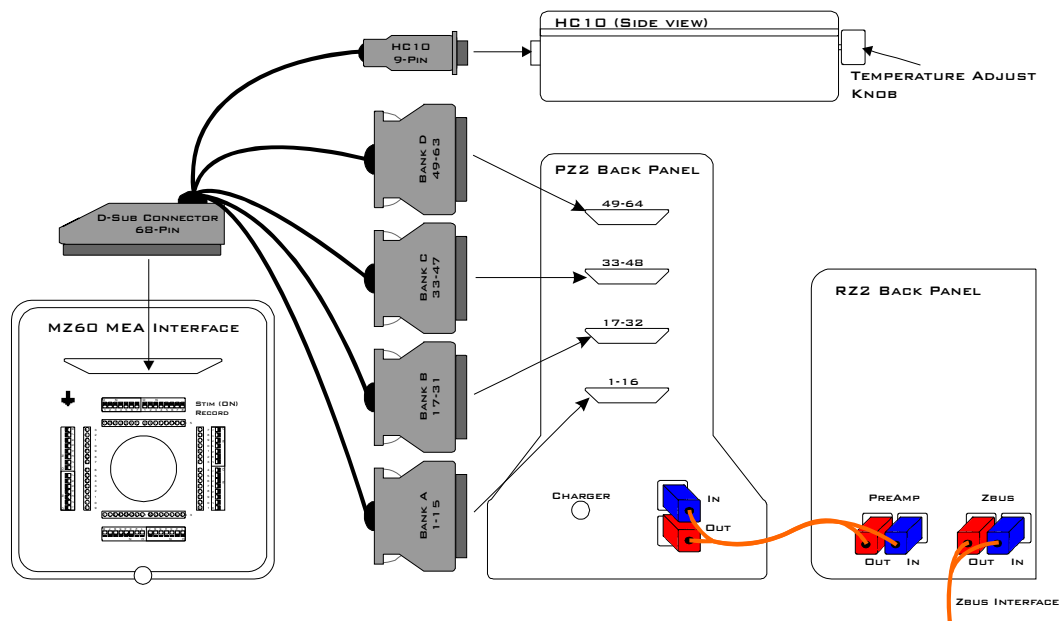 HC10 (Side view)
HC10
9-Pin
Temperature Adjust
Knob
Bank D
49-63
PZ2 Back Panel
49-64
D-Sub Connector
68-Pin
Bank C
33-47
33-48
RZ2 Back Panel
MZ60 MEA Interface
17-32
Bank B
17-31
1-16
Stim (On)
Record
Bank A
1-15
Charger
In
Out
PreAmp
Zbus
Out In
Out In
Zbus Interface